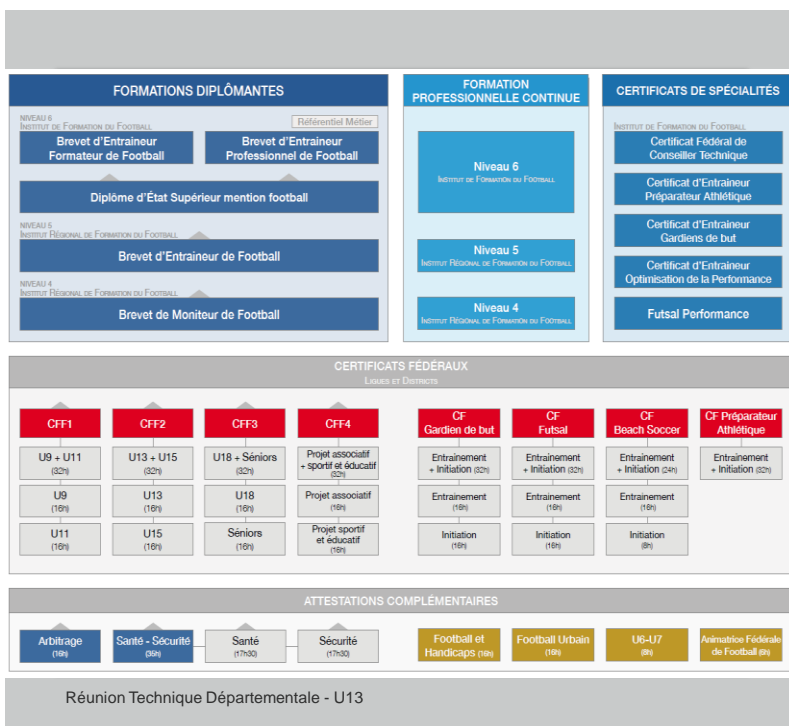 FORMATIONS DIPLÔMANTES
NIVEAU 6
INSTITUT DE FORMATION DU FOOTBALL
Référentiel Métier
Brevet d'Entraineur
Formateur de Football
Brevet d'Entraineur
Professionnel de Football
Diplôme d'État Supérieur mention football
NIVEAU 5
INSTITUT RÉGIONAL DE FORMATION DU FOOTBALL
Brevet d'Entraineur de Football
NIVEAU 4
INSTITUT RÉGIONAL DE FORMATION DU FOOTBALL
Brevet de Moniteur de Football
FORMATION
PROFESSIONNELLE CONTINUE
Niveau 6
INSTITUT DE FORMATION DU FOOTBALL
Niveau 5
INSTITUT RÉGIONAL DE FORMATION DU FOOTBALL
Niveau 4
INSTITUT RÉGIONAL DE FORMATION DU FOOTBALL
CERTIFICATS DE SPÉCIALITÉS
INSTITUT DE FORMATION DU FOOTBALL
Certificat Fédéral de
Conseiller Technique
Certificat d'Entraineur
Préparateur Athlétique
Certificat d'Entraineur
Gardiens de but
Certificat d'Entraineur
Optimisation de la Performance
Futsal Performance
CERTIFICATS FÉDÉRAUX
LIGUES ET DISTRICTS
CFF1
U9 + U11
(32h)
U9
(16h)
U11
(16h)
CFF2
U13 + U15
(32h)
U13
(16h)
U15
(16h)
CFF3
U18 + Séniors
(32h)
U18
(16h)
Séniors
(16h)
CFF4
Projet associatif
+ sportif et éducatif
(32h)
Projet associatif
(16h)
Projet sportif
et éducatif
(16h)
CF
Gardien de but
Entrainement
+ Initiation (32h)
Entrainement
(16h)
Initiation
(16h)
CF
Futsal
Entrainement
+ Initiation (32h)
Entrainement
(16h)
Initiation
(16h)
CF
Beach Soccer
Entrainement
+ Initiation (24h)
Entrainement
(16h)
Initiation
(8h)
CF Préparateur
Athlétique
Entrainement
+ Initiation (32h)
ATTESTATIONS COMPLÉMENTAIRES
Arbitrage
(16h)
Santé - Sécurité
(35h)
Santé
(17h30)
Sécurité
(17h30)
Football et
Handicaps (16h)
Football Urbain
(16h)
U6-U7
(8h)
Animatrice Fédérale
de Football (8h)
Réunion Technique Départementale - U13